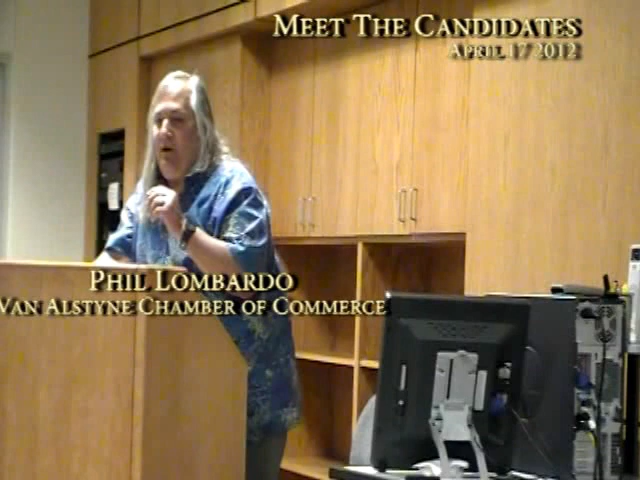 Meet The Candidates
April 17 2012
Phil Lombardo
Van Alstyne Chamber of Commerce